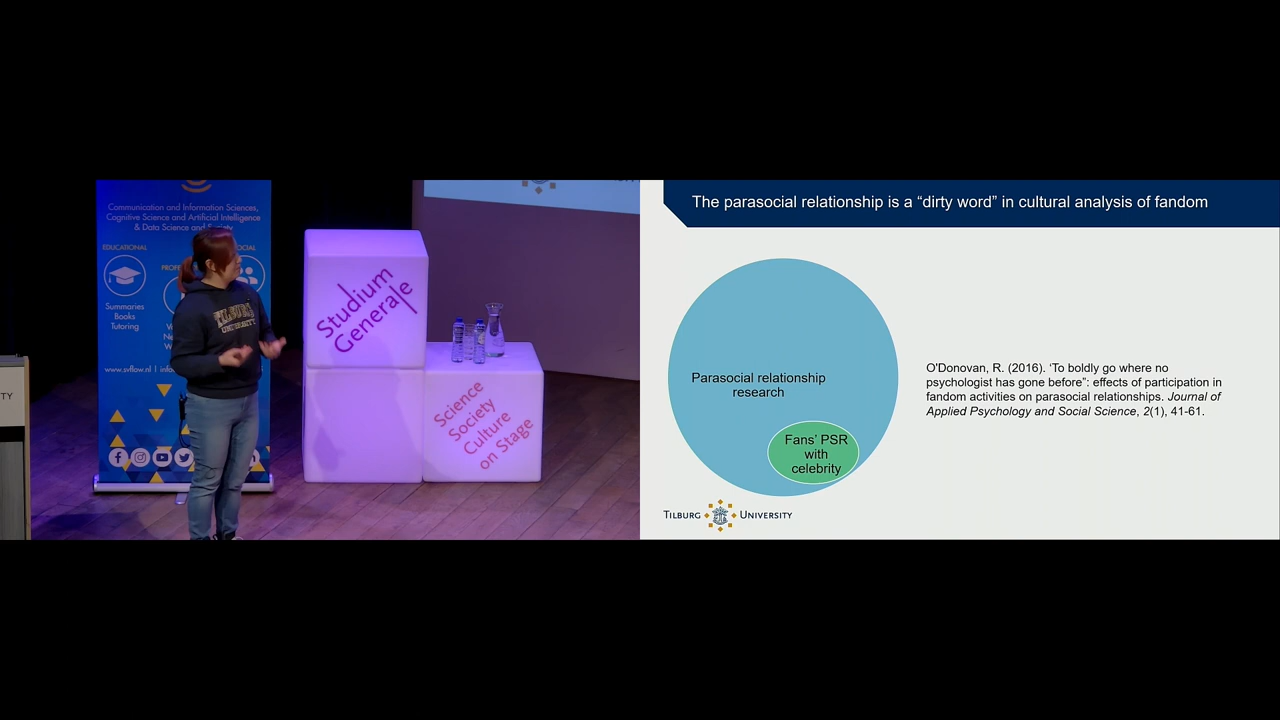 Communication and Information Sciences,
Cognitive Science and Artificial Intelligence
& Data Science and Society
EDUCATIONAL
Summaries
Books
Tutoring
www.svflow.nl |
TILBURG
UNIVERSITY
Studium
Generale
Science
Society
Culture
on Stage
The parasocial relationship is a “dirty word” in cultural analysis of fandom
Parasocial relationship
research
Fans’ PSR
with
celebrity
O'Donovan, R. (2016). ‘To boldly go where no
psychologist has gone before”: effects of participation in
fandom activities on parasocial relationships. Journal of
Applied Psychology and Social Science, 2(1), 41-61.
TILBURG UNIVERSITY